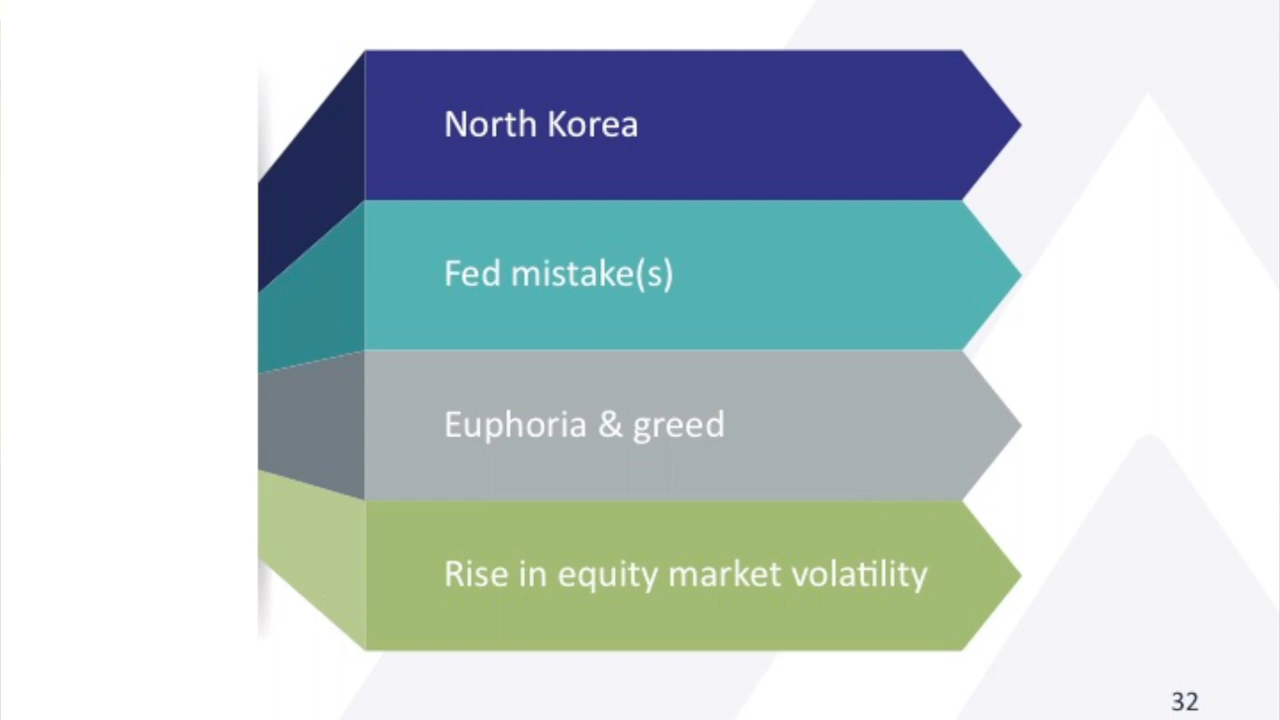 North Korea
Fed mistake(s)
Euphoria & greed
Rise in equity market volatility
32